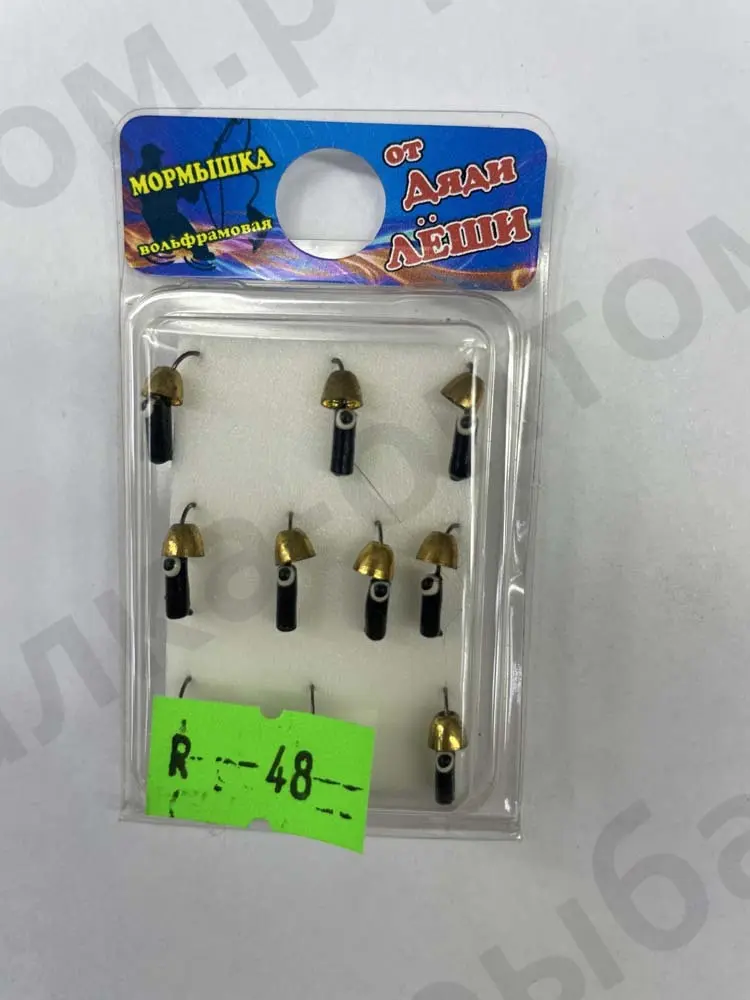 МОРМЫШКА
вольфрамовая
от
Дяди
ЛЁШИ
R-- --48--